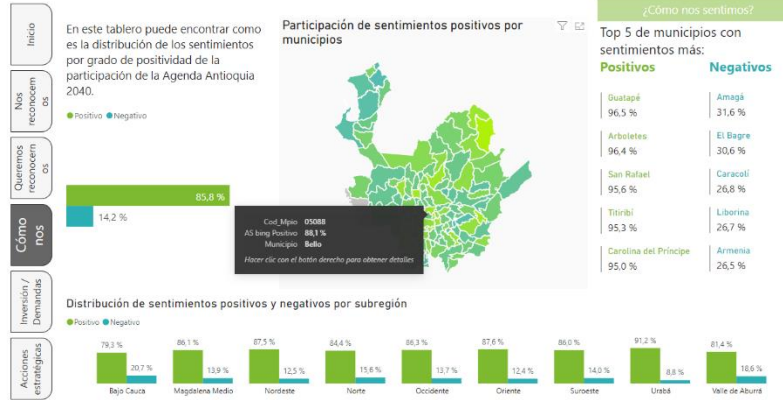 Inicio
Nos
reconocem
os
Queremos
reconocern
os
Cómo
nos
Inversión /
Demandas
Acciones
estratégicas
En este tablero puede encontrar como
es la distribución de los sentimientos
por grado de positividad de la
participación de la Agenda Antioquia
2040.
Positivo Negativo
85,8 %
14,2 %
Participación de sentimientos positivos por
municipios
Cod_Mpio 05088
AS bing Positivo 88,1 %
Municipio Bello
Hacer clic con el botón derecho para obtener detalles
¿Cómo nos sentimos?
Top 5 de municipios con
sentimientos más:
Positivos Negativos
Guatapé Amagá
96,5 % 31,6 %
Arboletes El Bagre
96,4 % 30,6 %
San Rafael Caracolí
95,6 % 26,8 %
Titiribí Liborina
95,3 % 26,7 %
Carolina del Príncipe Armenia
95,0 % 26,5 %
Distribución de sentimientos positivos y negativos por subregión
Positivo Negativo
79,3 % 86,1 % 87,5 % 84,4 % 86,3 % 87,6 % 86,0 % 91,2 % 81,4 %
20,7 % 13,9 % 12,5 % 15,6 % 13,7 % 12,4 % 14,0 % 8,8 % 18,6 %
Bajo Cauca Magdalena Medio Nordeste Norte Occidente Oriente Suroeste Urabá Valle de Aburrá